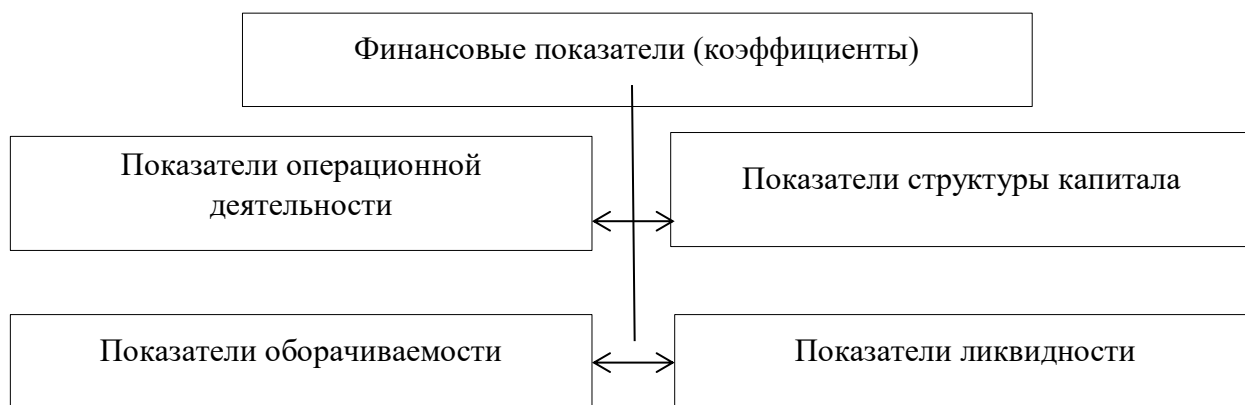 Финансовые показатели (коэффициенты)
Показатели операционной
деятельности
Показатели структуры капитала
Показатели оборачиваемости
Показатели ликвидности